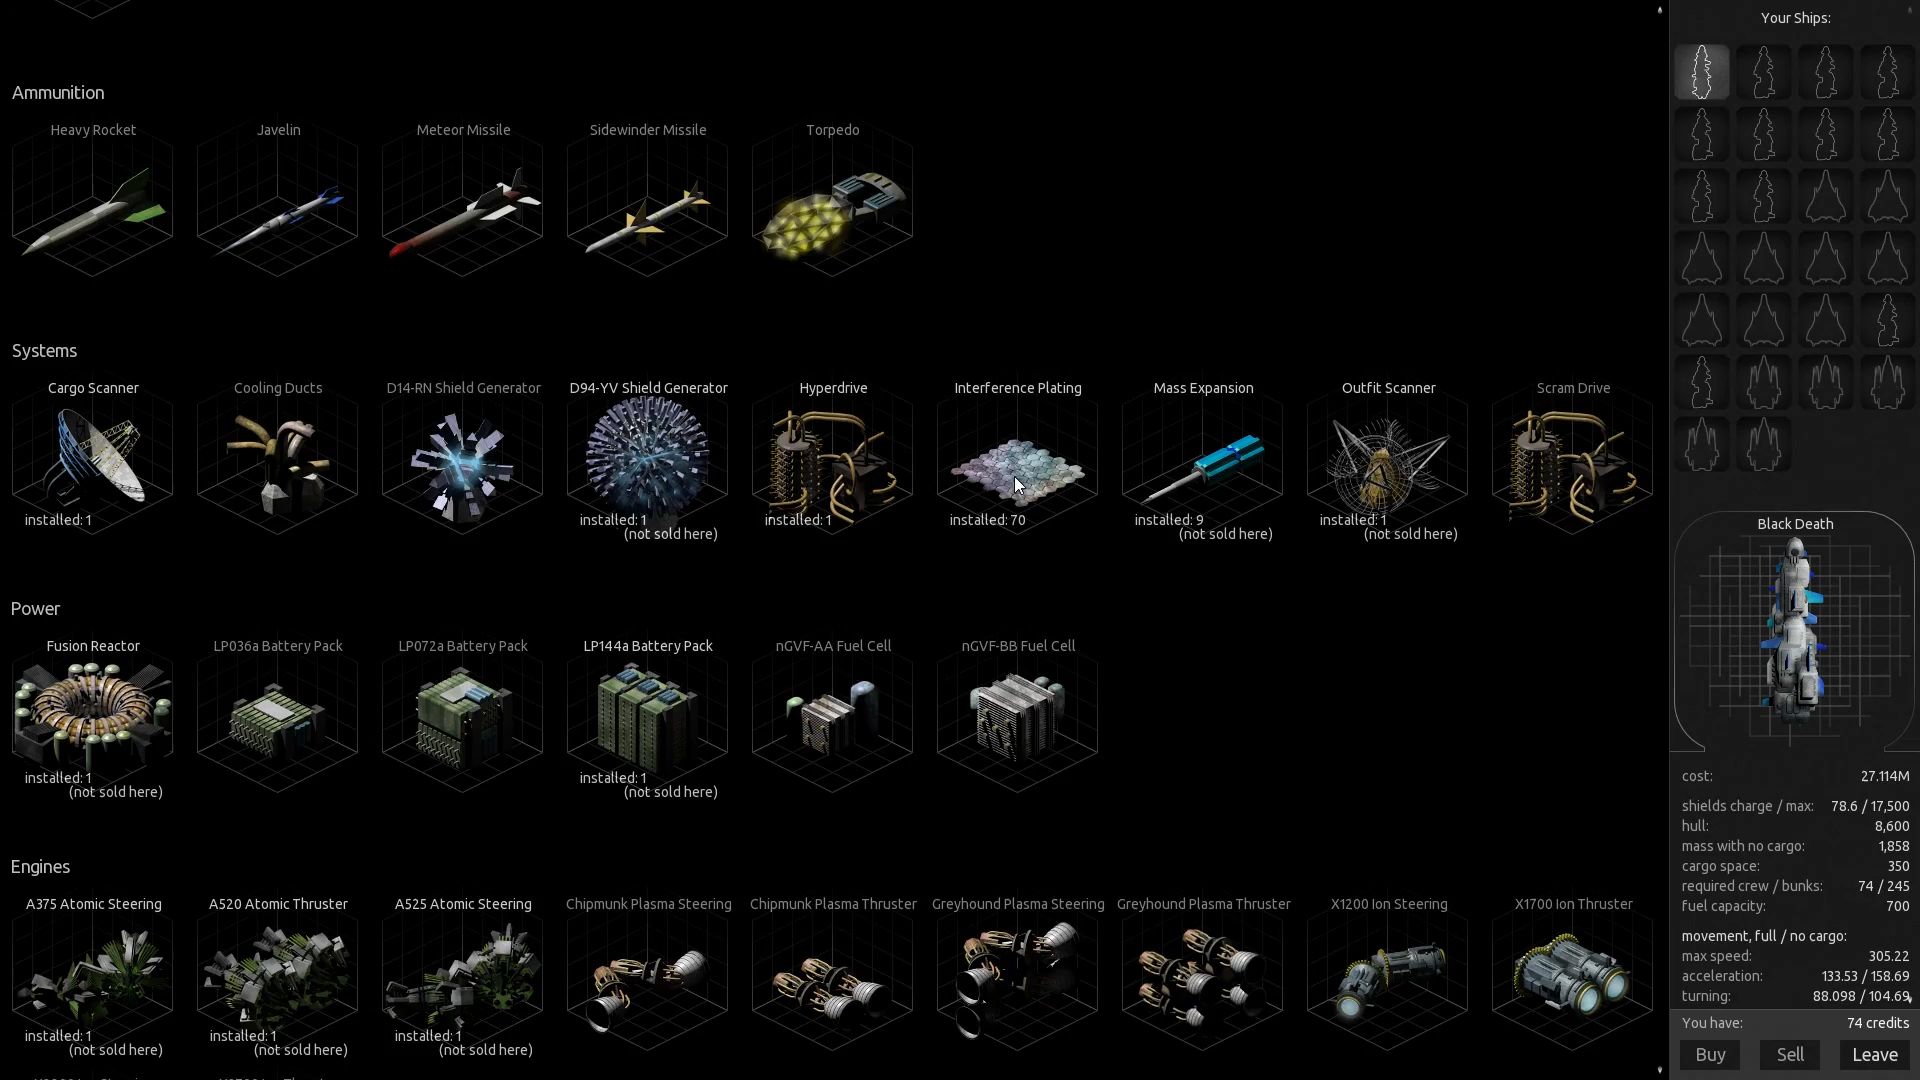 Your Ships:
Ammunition
Heavy Rocket
Javelin
Meteor Missile
Sidewinder Missile
Torpedo
Systems
Cargo Scanner
Cooling Ducts
D14-RN Shield Generator
D94-YV Shield Generator
Hyperdrive
Interference Plating
Mass Expansion
Outfit Scanner
Scram Drive
installed: 1
installed: 1
(not sold here)
installed: 1
installed: 70
installed: 9
(not sold here)
installed: 1
(not sold here)
Power
Fusion Reactor
LP036a Battery Pack
LP072a Battery Pack
LP144a Battery Pack
nGVF-AA Fuel Cell
nGVF-BB Fuel Cell
installed: 1
(not sold here)
installed: 1
(not sold here)
Engines
A375 Atomic Steering
A520 Atomic Thruster
A525 Atomic Steering
Chipmunk Plasma Steering
Chipmunk Plasma Thruster
Greyhound Plasma Steering
Greyhound Plasma Thruster
X1200 Ion Steering
X1700 Ion Thruster
installed: 1
(not sold here)
installed: 1
(not sold here)
installed: 1
(not sold here)
Black Death
cost: 27.114M
shields charge / max: 78.6 / 17,500
hull: 8,600
mass with no cargo: 1,858
cargo space: 350
required crew / bunks: 74 / 245
fuel capacity: 700
movement, full / no cargo:
max speed: 305.22
acceleration: 133.53 / 158.69
turning: 88.098 / 104.69
You have: 74 credits
Buy
Sell
Leave